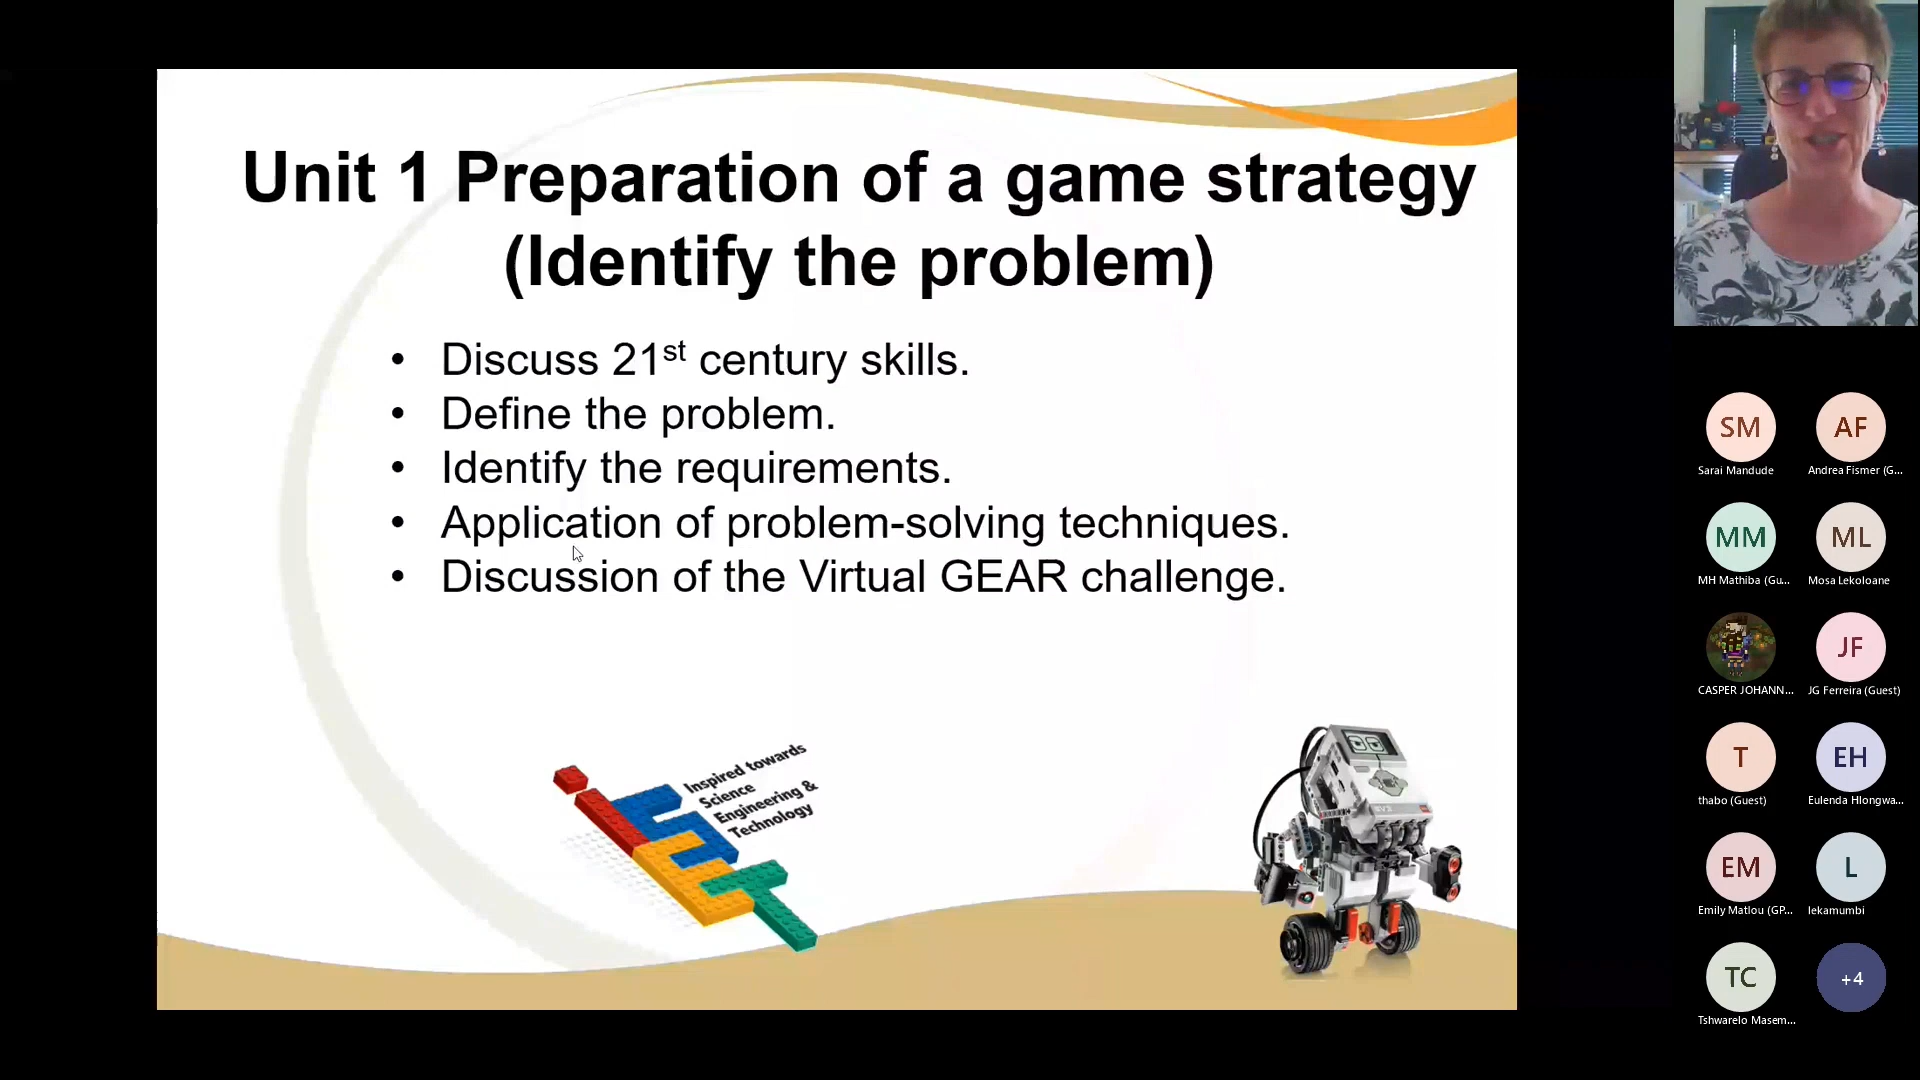 Unit 1 Preparation of a game strategy
(Identify the problem)
• Discuss 21st century skills.
• Define the problem.
• Identify the requirements.
• Application of problem-solving techniques.
• Discussion of the Virtual GEAR challenge.
Inspired towards
Science
Engineering &
Technology
SM
AF
Sarai Mandude
Andrea Fismer (G...
MM
ML
MH Mathiba (Gu...
Mosa Lekoloane
JF
CASPER JOHANN...
JG Ferreira (Guest)
T
EH
thabo (Guest)
Eulenda Hlongwa...
EM
L
Emily Matlou (GP...
lekamumbi
TC
+4
Tshwarelo Masem...